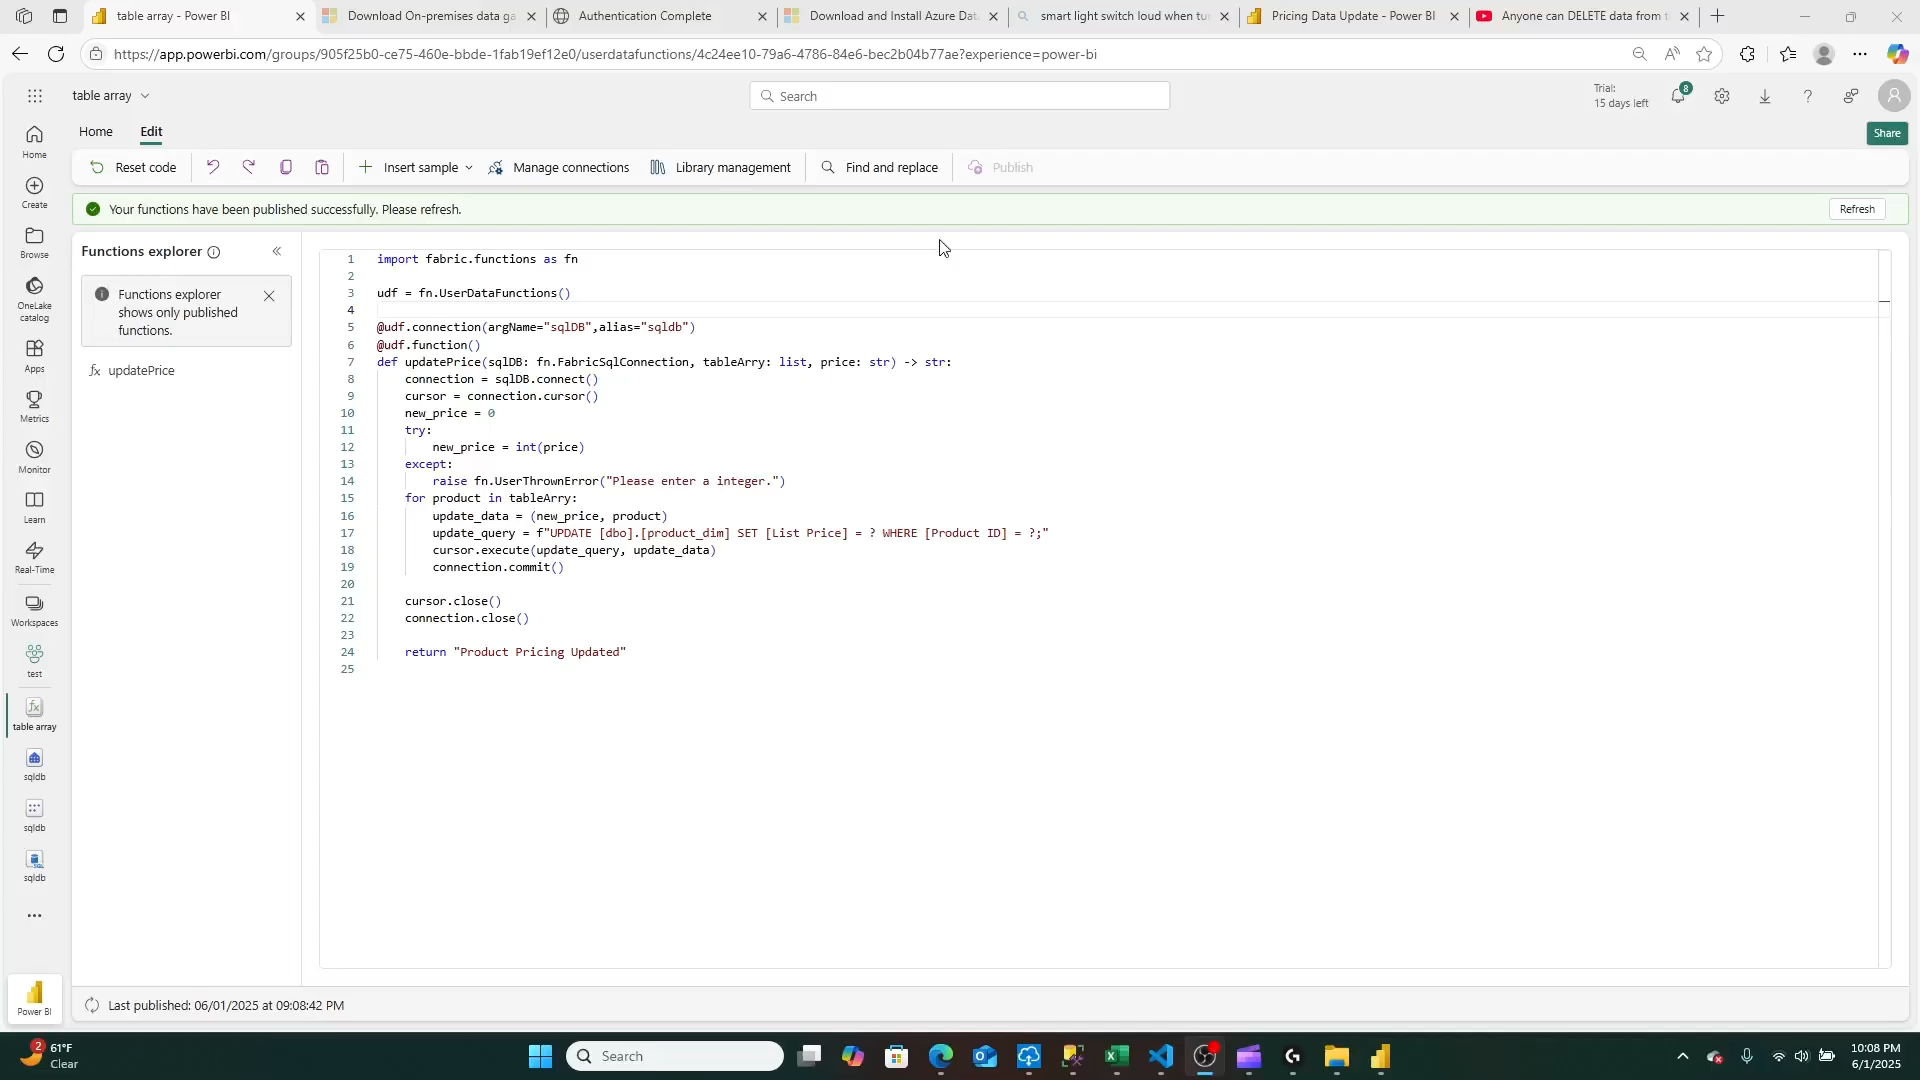 table array - Power BI
Download On-premises data ga
Authentication Complete
Download and Install Azure Dat
smart light switch loud when tu
Pricing Data Update - Power BI
Anyone can DELETE data from t
https://app.powerbi.com/groups/905f25b0-ce75-460e-bbde-1fab19ef12e0/userdatafunctions/4c24ee10-79a6-4786-84e6-bec2b04b77ae?experience=power-bi
table array
Search
Trial:
15 days left
8
Home
Edit
Share
Reset code
Insert sample
Manage connections
Library management
Find and replace
Publish
Your functions have been published successfully. Please refresh.
Refresh
Home
Create
Browse
OneLake
catalog
Apps
Metrics
Monitor
Learn
Real-Time
Workspaces
test
table array
sqldb
sqldb
sqldb
Power BI
Functions explorer
Functions explorer
shows only published
functions.
fx updatePrice
1 import fabric.functions as fn
2
3 udf = fn.UserDataFunctions()
4
5 @udf.connection(argName="sqlDB",alias="sqldb")
6 @udf.function()
7 def updatePrice(sqlDB: fn.FabricSqlConnection, tableArry: list, price: str) -> str:
8 connection = sqlDB.connect()
9 cursor = connection.cursor()
10 new_price = 0
11 try:
12 new_price = int(price)
13 except:
14 raise fn.UserThrownError("Please enter a integer.")
15 for product in tableArry:
16 update_data = (new_price, product)
17 update_query = f"UPDATE [dbo].[product_dim] SET [List Price] = ? WHERE [Product ID] = ?;"
18 cursor.execute(update_query, update_data)
19 connection.commit()
20
21 cursor.close()
22 connection.close()
23
24 return "Product Pricing Updated"
25
Last published: 06/01/2025 at 09:08:42 PM
2
61°F
Clear
Search
10:08 PM
6/1/2025